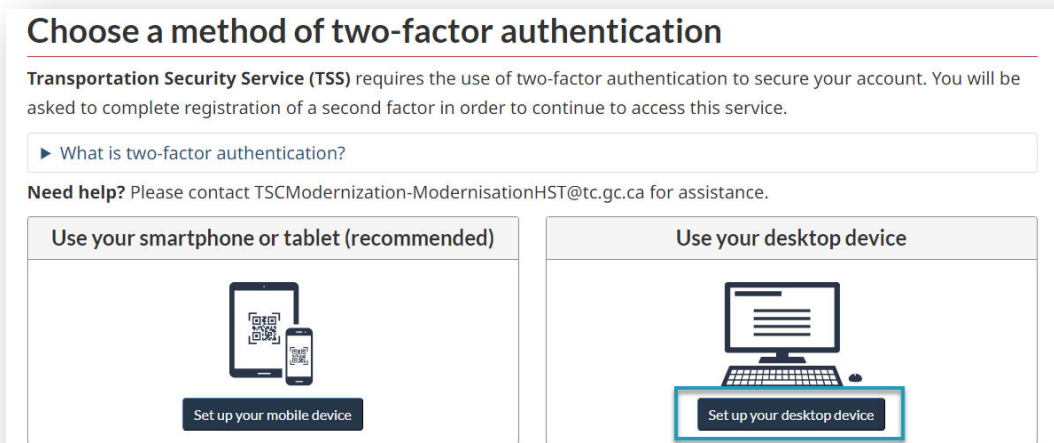 Choose a method of two-factor authentication
Transportation Security Service (TSS) requires the use of two-factor authentication to secure your account. You will be
asked to complete registration of a second factor in order to continue to access this service.
What is two-factor authentication?
Need help? Please contact TSCModernization-ModernisationHST@tc.gc.ca for assistance.
Use your smartphone or tablet (recommended)
Set up your mobile device
Use your desktop device
Set up your desktop device